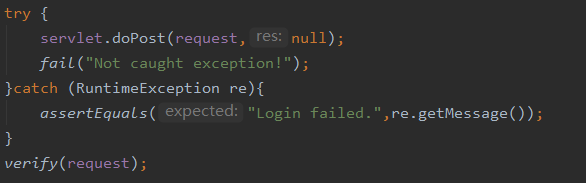 try {
    servlet.doPost(request, res: null);
    fail("Not caught exception!");
}catch (RuntimeException re){
    assertEquals( expected: "Login failed.",re.getMessage());
}
verify(request);